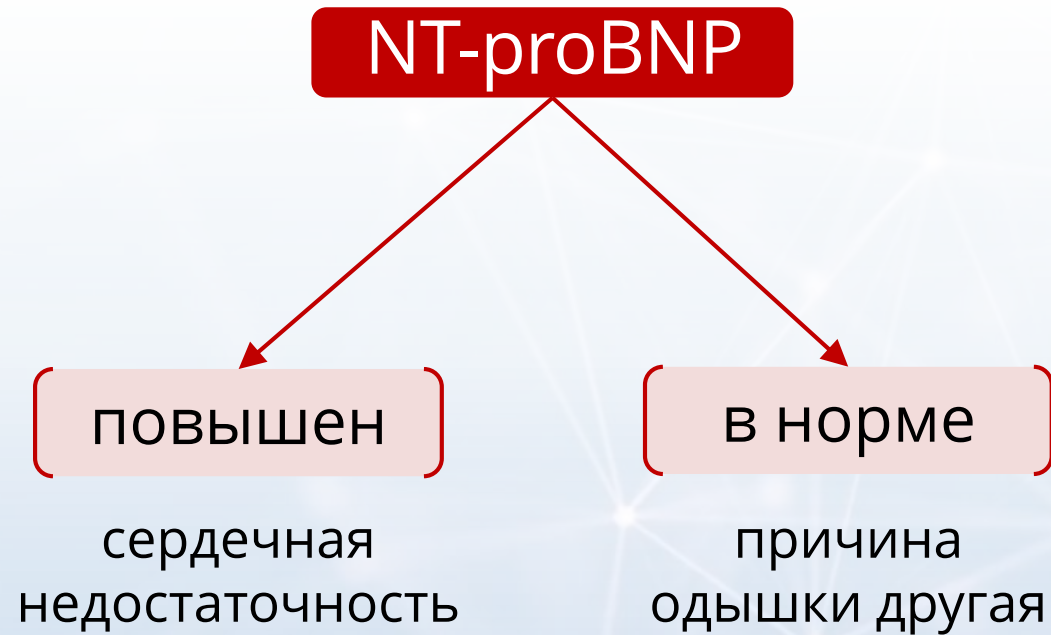 NT-proBNP
повышен
в норме
сердечная
недостаточность
причина
одышки другая